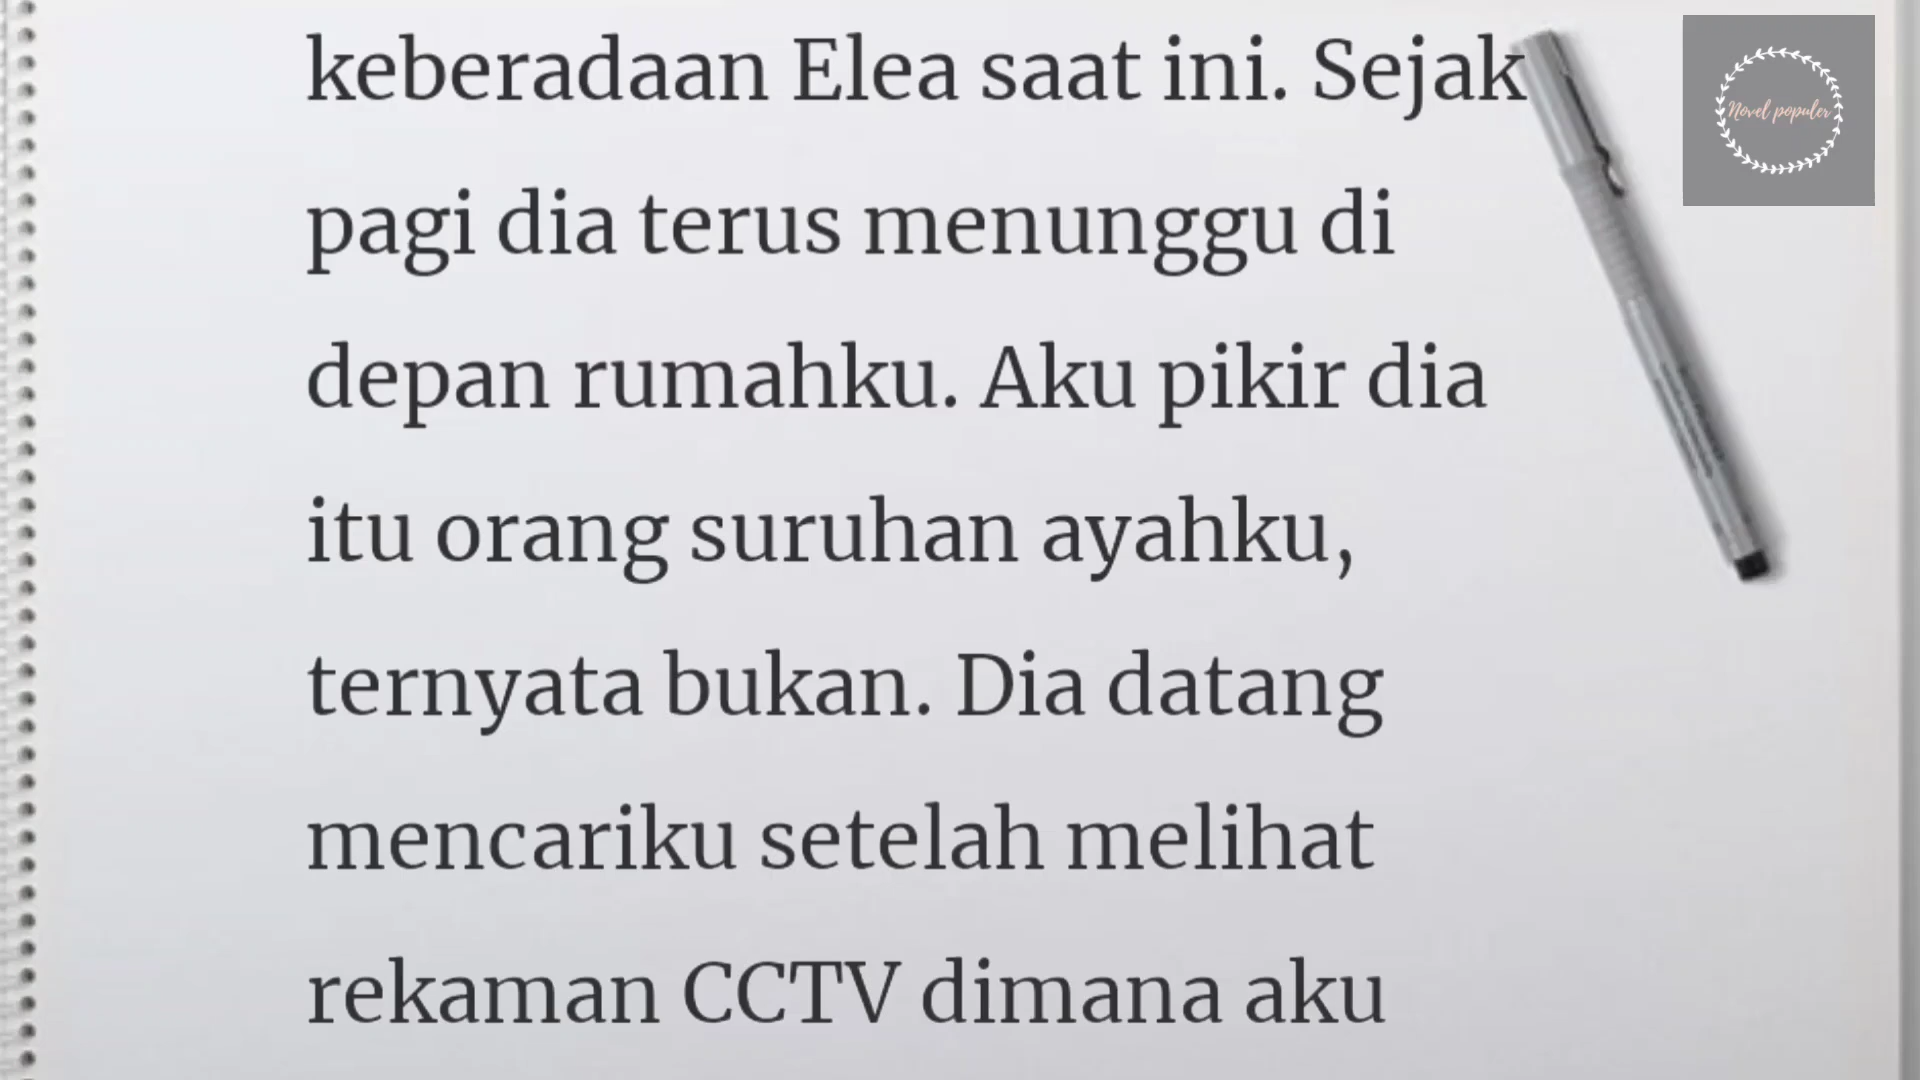 keberadaan Elea saat ini. Sejak
pagi dia terus menunggu di
depan rumahku. Aku pikir dia
itu orang suruhan ayahku,
ternyata bukan. Dia datang
mencariku setelah melihat
rekaman CCTV dimana aku
Novel populer